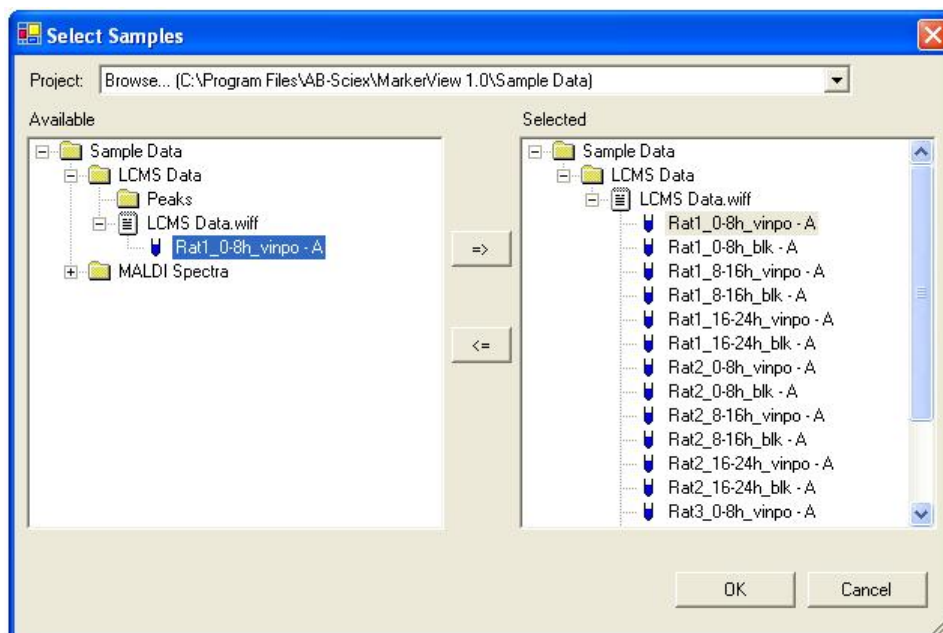 Select Samples
Project: Browse... (C:\Program Files\AB-Sciex\MarkerView 1.0\Sample Data)
Available
Sample Data
LCMS Data
Peaks
LCMS Data.wiff
Rat1_0-8h_vinpo - A
MALDI Spectra
=>
<=
Selected
Sample Data
LCMS Data
LCMS Data.wiff
Rat1_0-8h_vinpo - A
Rat1_0-8h_blk - A
Rat1_8-16h_vinpo - A
Rat1_8-16h_blk - A
Rat1_16-24h_vinpo - A
Rat1_16-24h_blk - A
Rat2_0-8h_vinpo - A
Rat2_0-8h_blk - A
Rat2_8-16h_vinpo - A
Rat2_8-16h_blk - A
Rat2_16-24h_vinpo - A
Rat2_16-24h_blk - A
Rat3_0-8h_vinpo - A
OK
Cancel